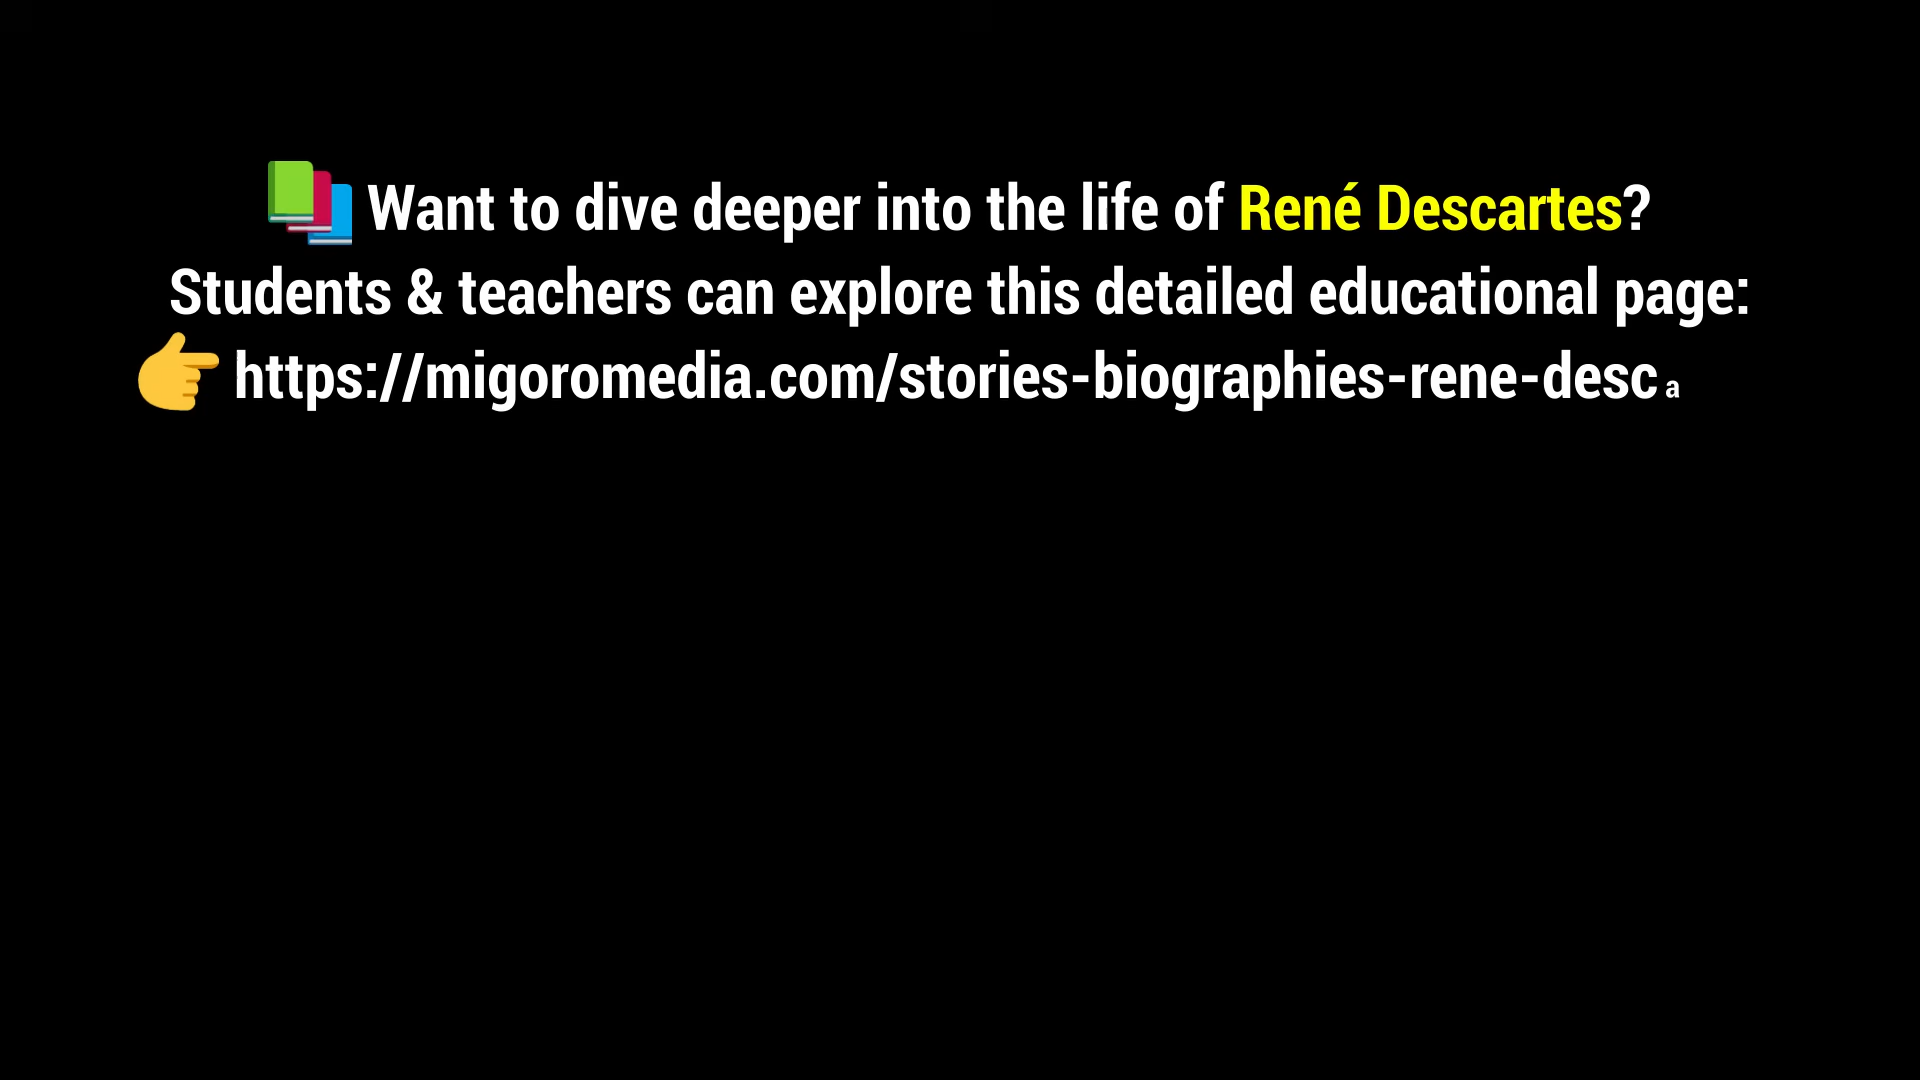 📚 Want to dive deeper into the life of René Descartes?
Students & teachers can explore this detailed educational page:
👉 https://migoromedia.com/stories-biographies-rene-desca